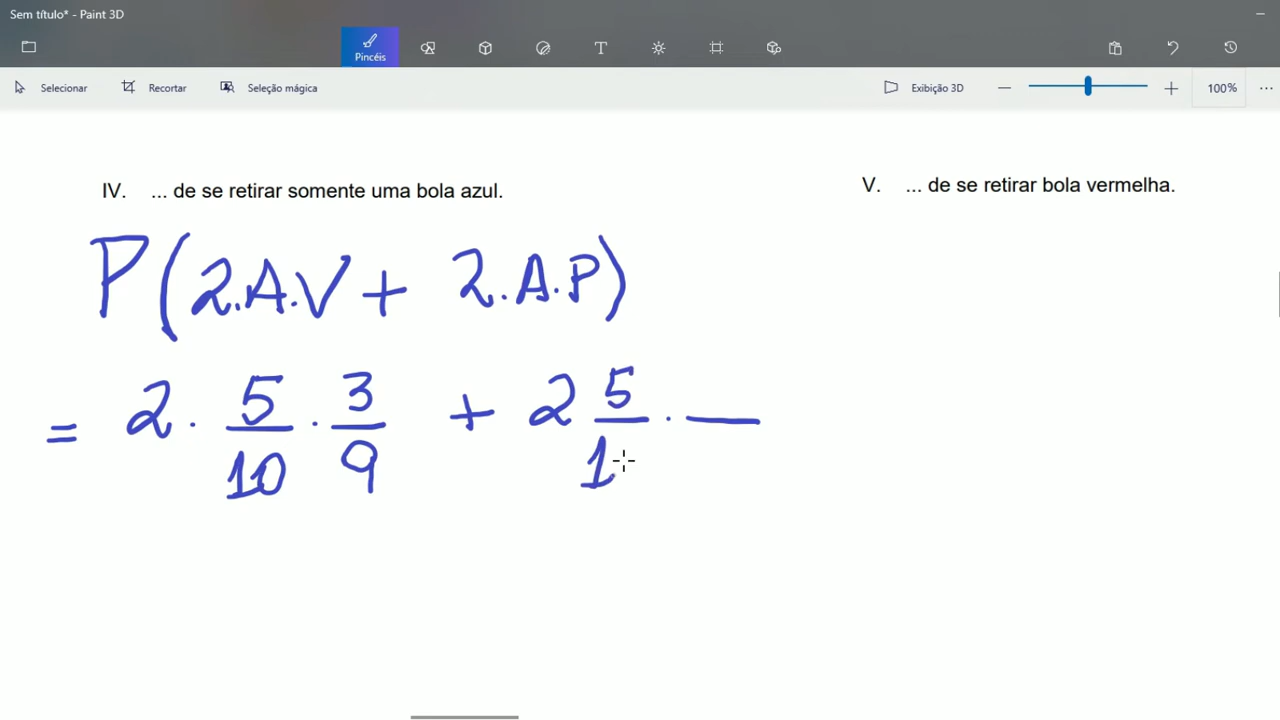 Sem título* - Paint 3D
Pincéis
Selecionar Recortar Seleção mágica Exibição 3D 100%
IV. ... de se retirar somente uma bola azul.
V. ... de se retirar bola vermelha.
P(2.A.V + 2.A.P)
= 2 · 5/10 · 3/9 + 2 5/1 ·